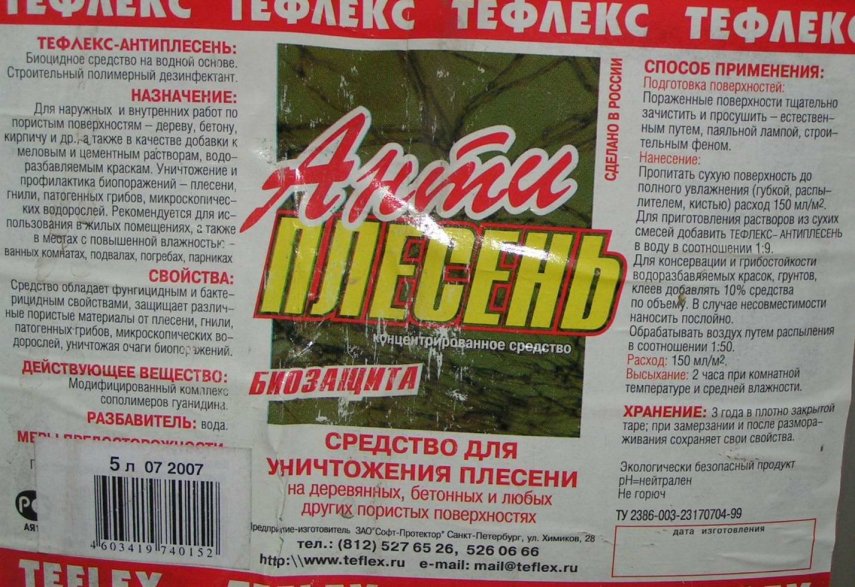 ТЕФЛЕКС ТЕФЛЕКС ТЕФЛЕКС ТЕФЛЕКС
ТЕФЛЕКС-АНТИПЛЕСЕНЬ:
Биоцидное средство на водной основе.
Строительный полимерный дезинфектант.
НАЗНАЧЕНИЕ:
Для наружных и внутренних работ по
пористым поверхностям – дереву, бетону,
кирпичу и др., а также в качестве добавки к
меловым и цементным растворам, водо-
разбавляемым краскам. Уничтожение и
профилактика биопоражений – плесени,
гнили, патогенных грибов, микроскопичес-
ких водорослей. Рекомендуется для ис-
пользования в жилых помещениях, а также
в местах с повышенной влажностью: -
ванных комнатах, подвалах, погребах, парниках
СВОЙСТВА:
Средство обладает фунгицидным и бакте-
рицидным свойствами, защищает различ-
ные пористые материалы от плесени, гнили,
патогенных грибов, микроскопических во-
дорослей, уничтожая очаги биопоражений.
ДЕЙСТВУЮЩЕЕ ВЕЩЕСТВО:
Модифицированный комплекс
сополимеров гуанидина.
РАЗБАВИТЕЛЬ: вода.
МЕРЫ ПРЕДОСТОРОЖНОСТИ
5 л 07 2007
4 603419 740152
Анти
ПЛЕСЕНЬ
концентрированное средство
БИОЗАЩИТА
СДЕЛАНО В РОССИИ
СРЕДСТВО ДЛЯ
УНИЧТОЖЕНИЯ ПЛЕСЕНИ
на деревянных, бетонных и любых
других пористых поверхностях
Предприятие-изготовитель ЗАО"Софт-Протектор" Санкт-Петербург, ул. Химиков, 28
тел.: (812) 527 65 26, 526 06 66
http:\\www.teflex.ru e-mail: mail@teflex.ru
СПОСОБ ПРИМЕНЕНИЯ:
Подготовка поверхностей:
Пораженные поверхности тщательно
зачистить и просушить – естествен-
ным путем, паяльной лампой, строи-
тельным феном.
Нанесение:
Пропитать сухую поверхность до
полного увлажнения (губкой, распы-
лителем, кистью) расход 150 мл/м².
Для приготовления растворов из сухих
смесей добавить ТЕФЛЕКС- АНТИПЛЕСЕНЬ
в воду в соотношении 1:9.
Для консервации и грибостойкости
водоразбавляемых красок, грунтов,
клеев добавлять 10% средства
по объему. В случае несовместимости
наносить послойно.
Обрабатывать воздух путем распыления
в соотношении 1:50.
Расход: 150 мл/м².
Высыхание: 2 часа при комнатной
температуре и средней влажности.
ХРАНЕНИЕ: 3 года в плотно закрытой
таре; при замерзании и после размора-
живания сохраняет свои свойства.
Экологически безопасный продукт
pH=нейтрален
Не горюч
ТУ 2386-003-23170704-99
дата изготовления
TEFLEX